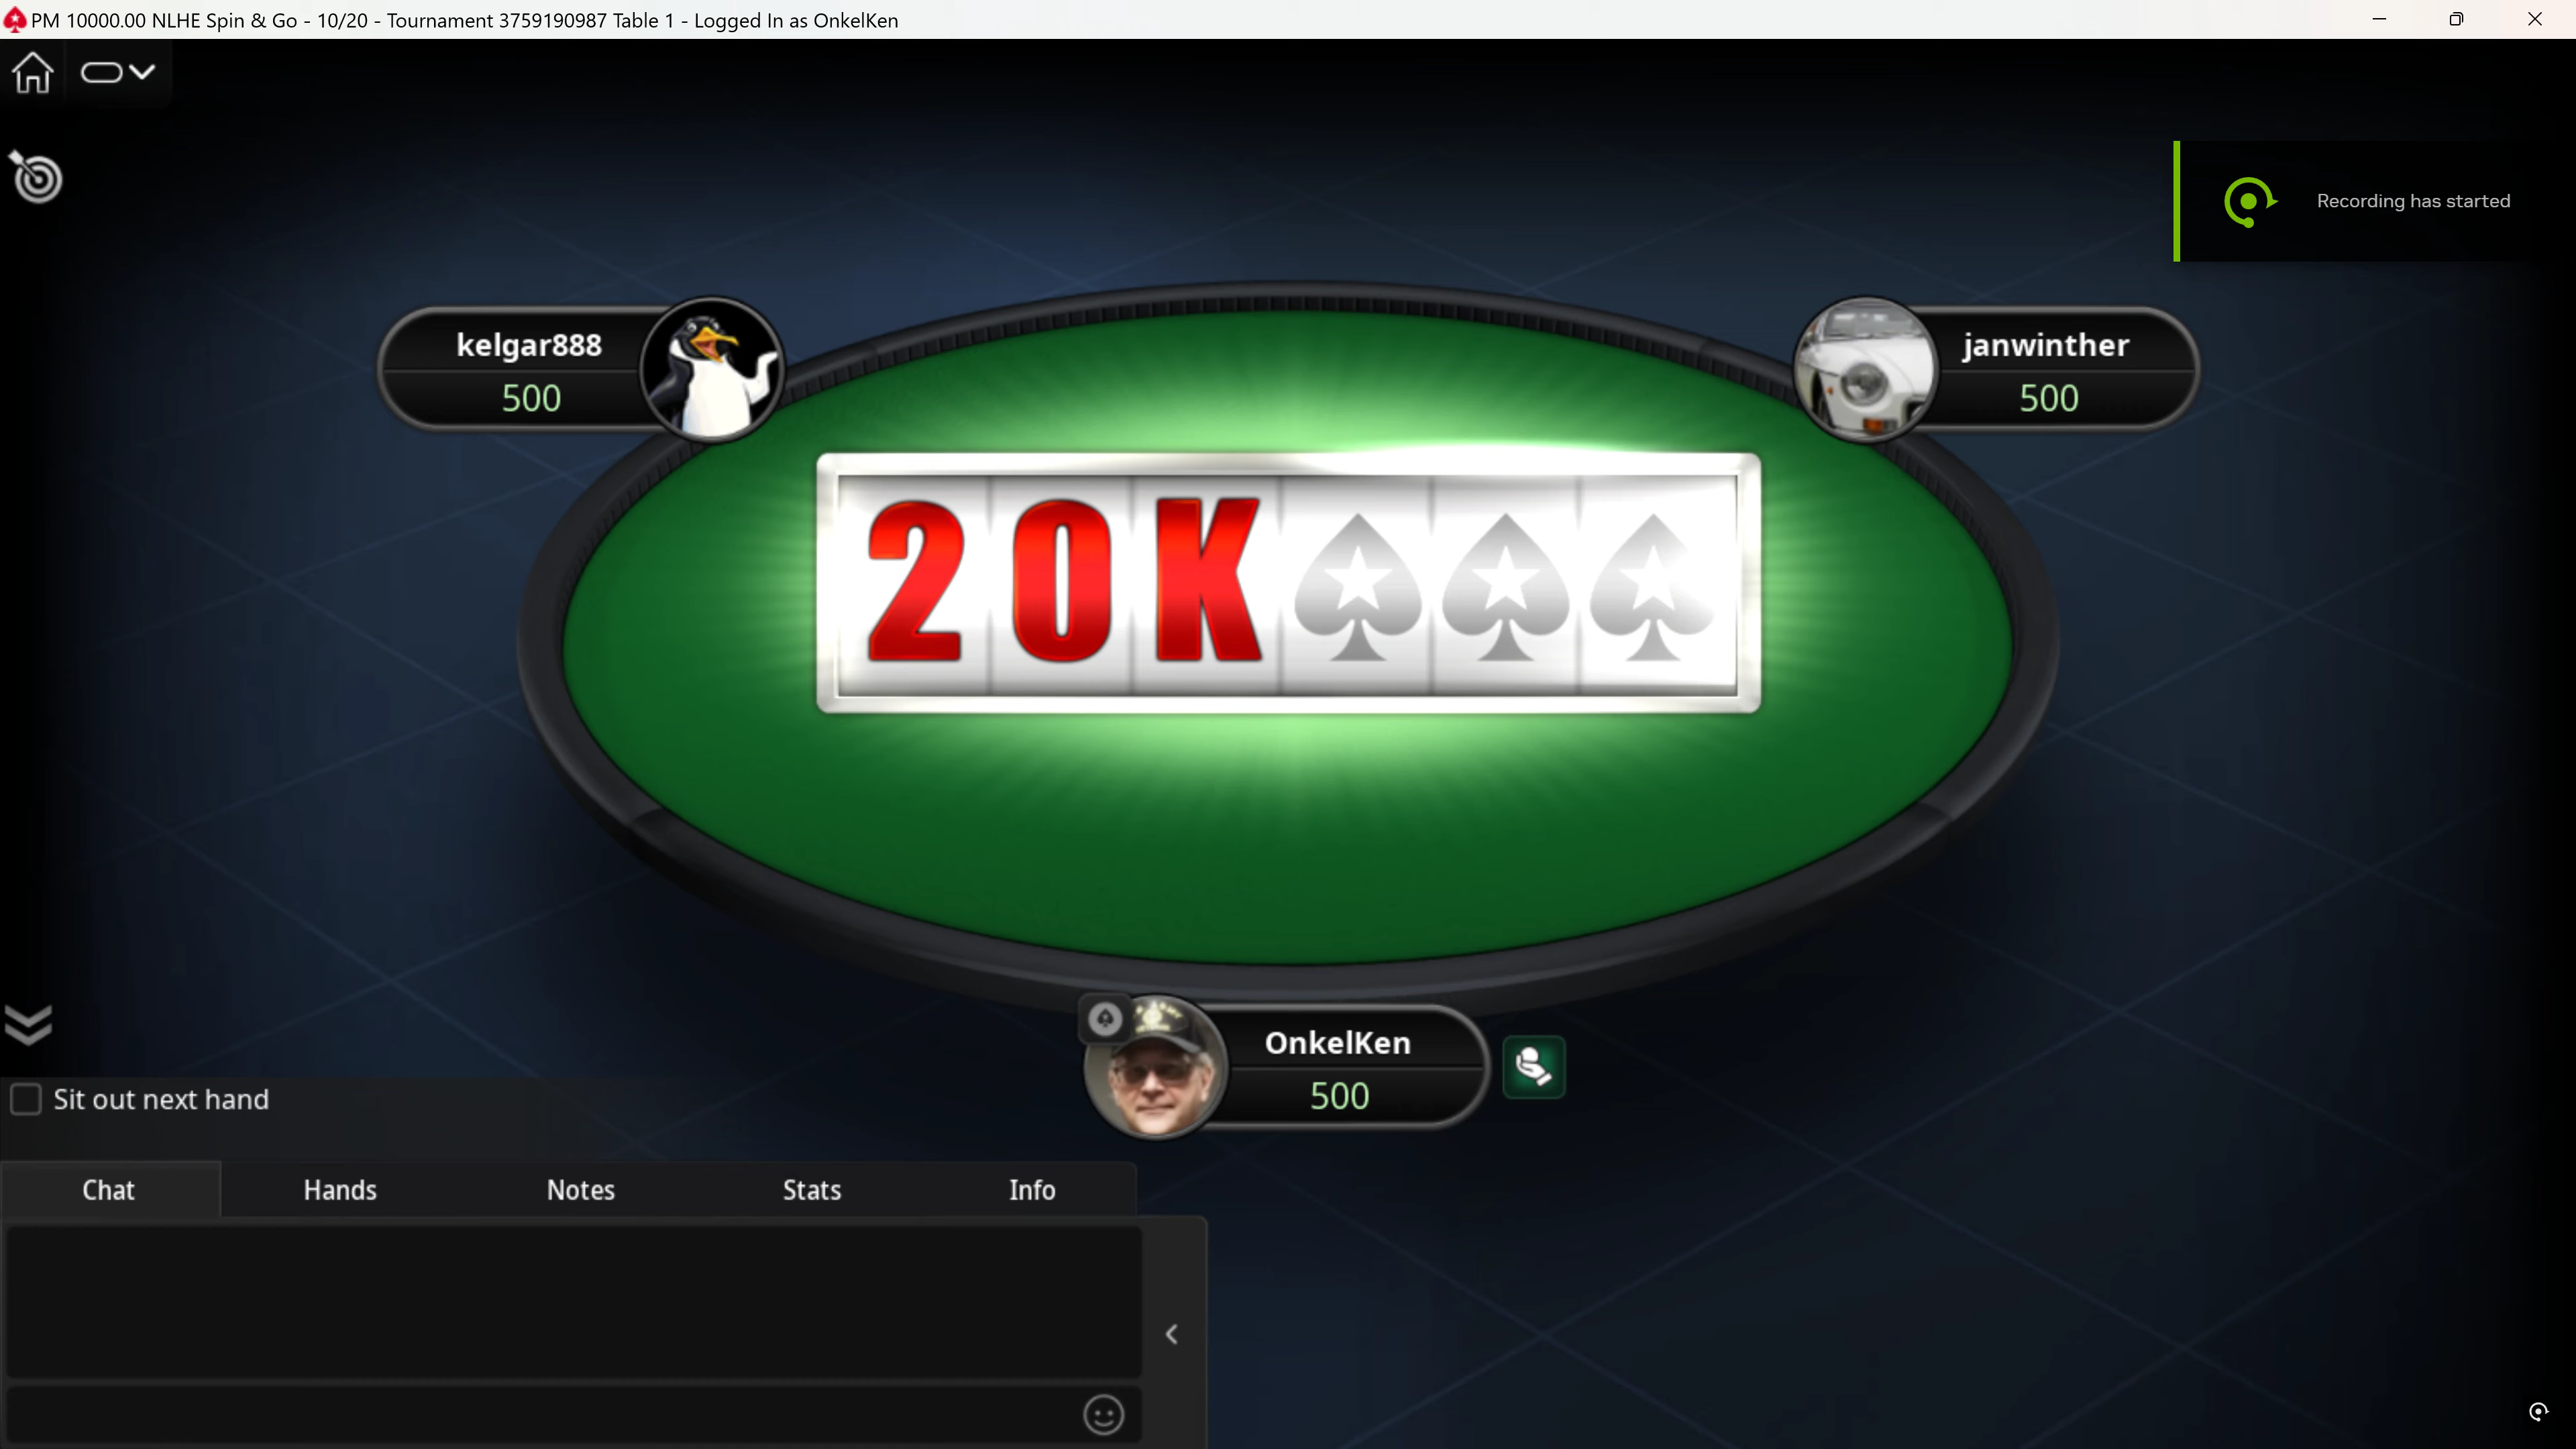 PM 10000.00 NLHE Spin & Go - 10/20 - Tournament 3759190987 Table 1 - Logged In as OnkelKen
Recording has started
kelgar888
500
janwinther
500
20K
OnkelKen
500
Sit out next hand
Chat Hands Notes Stats Info